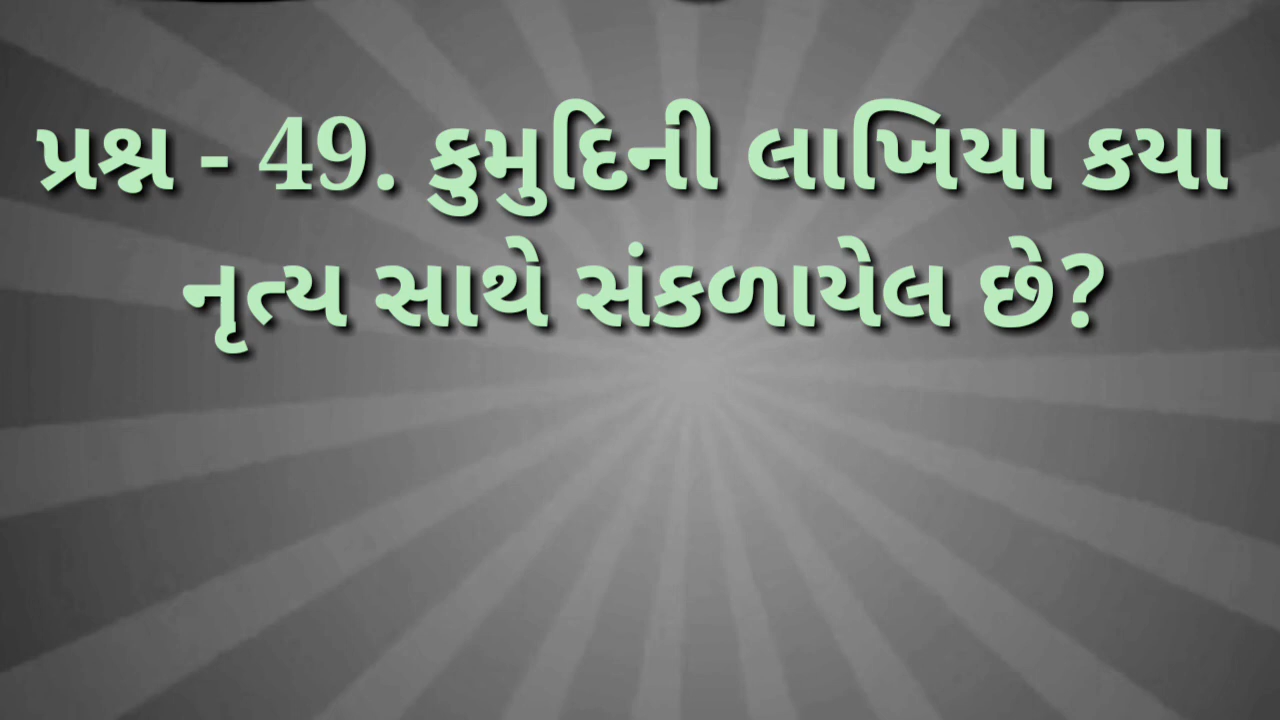 પ્રશ્ન - 49. કુમુદિની લાખિયા કયા
નૃત્ય સાથે સંકળાયેલ છે?